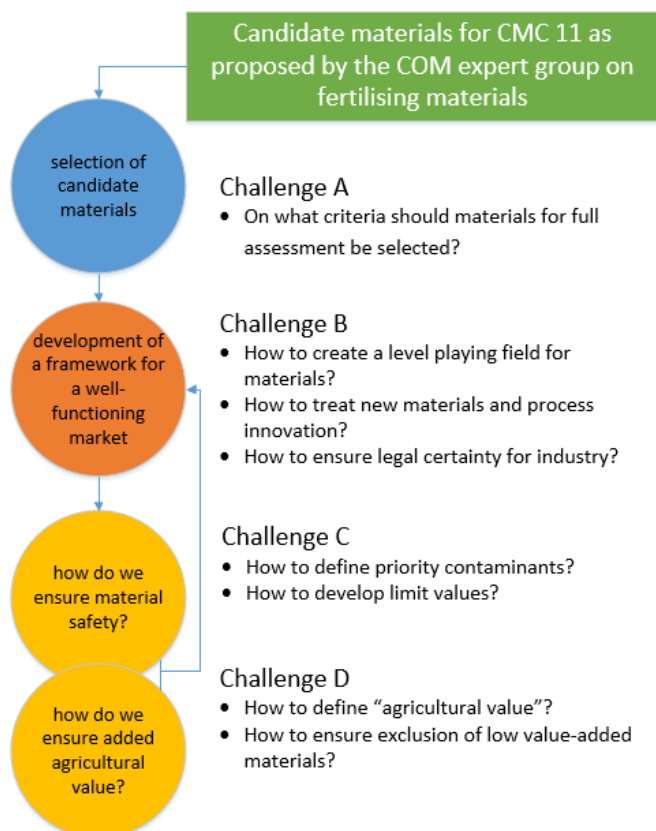 Candidate materials for CMC 11 as
proposed by the COM expert group on
fertilising materials
selection of
candidate
materials
Challenge A
• On what criteria should materials for full
assessment be selected?
development of
a framework for
a well-
functioning
market
Challenge B
• How to create a level playing field for
materials?
• How to treat new materials and process
innovation?
• How to ensure legal certainty for industry?
how do we
ensure material
safety?
Challenge C
• How to define priority contaminants?
• How to develop limit values?
how do we
ensure added
agricultural
value?
Challenge D
• How to define “agricultural value”?
• How to ensure exclusion of low value-added
materials?